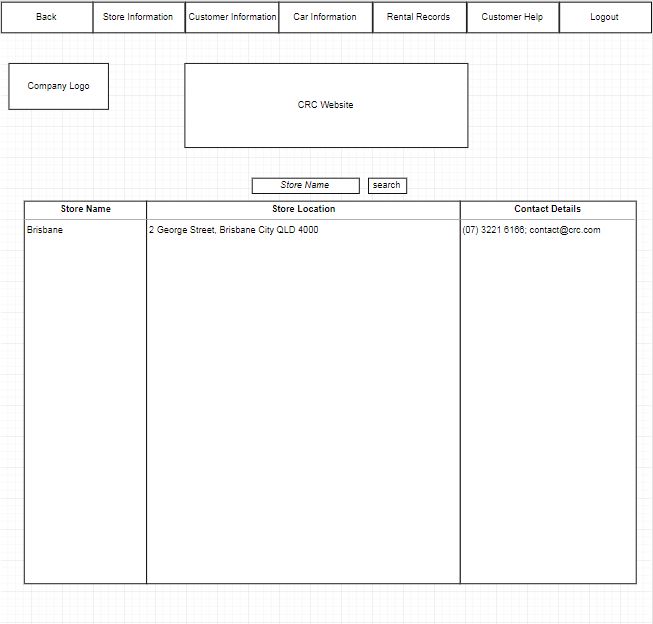 Back Store Information Customer Information Car Information Rental Records Customer Help Logout
Company Logo
CRC Website
Store Name search
Store Name Store Location Contact Details
Brisbane 2 George Street, Brisbane City QLD 4000 (07) 3221 6166; contact@crc.com